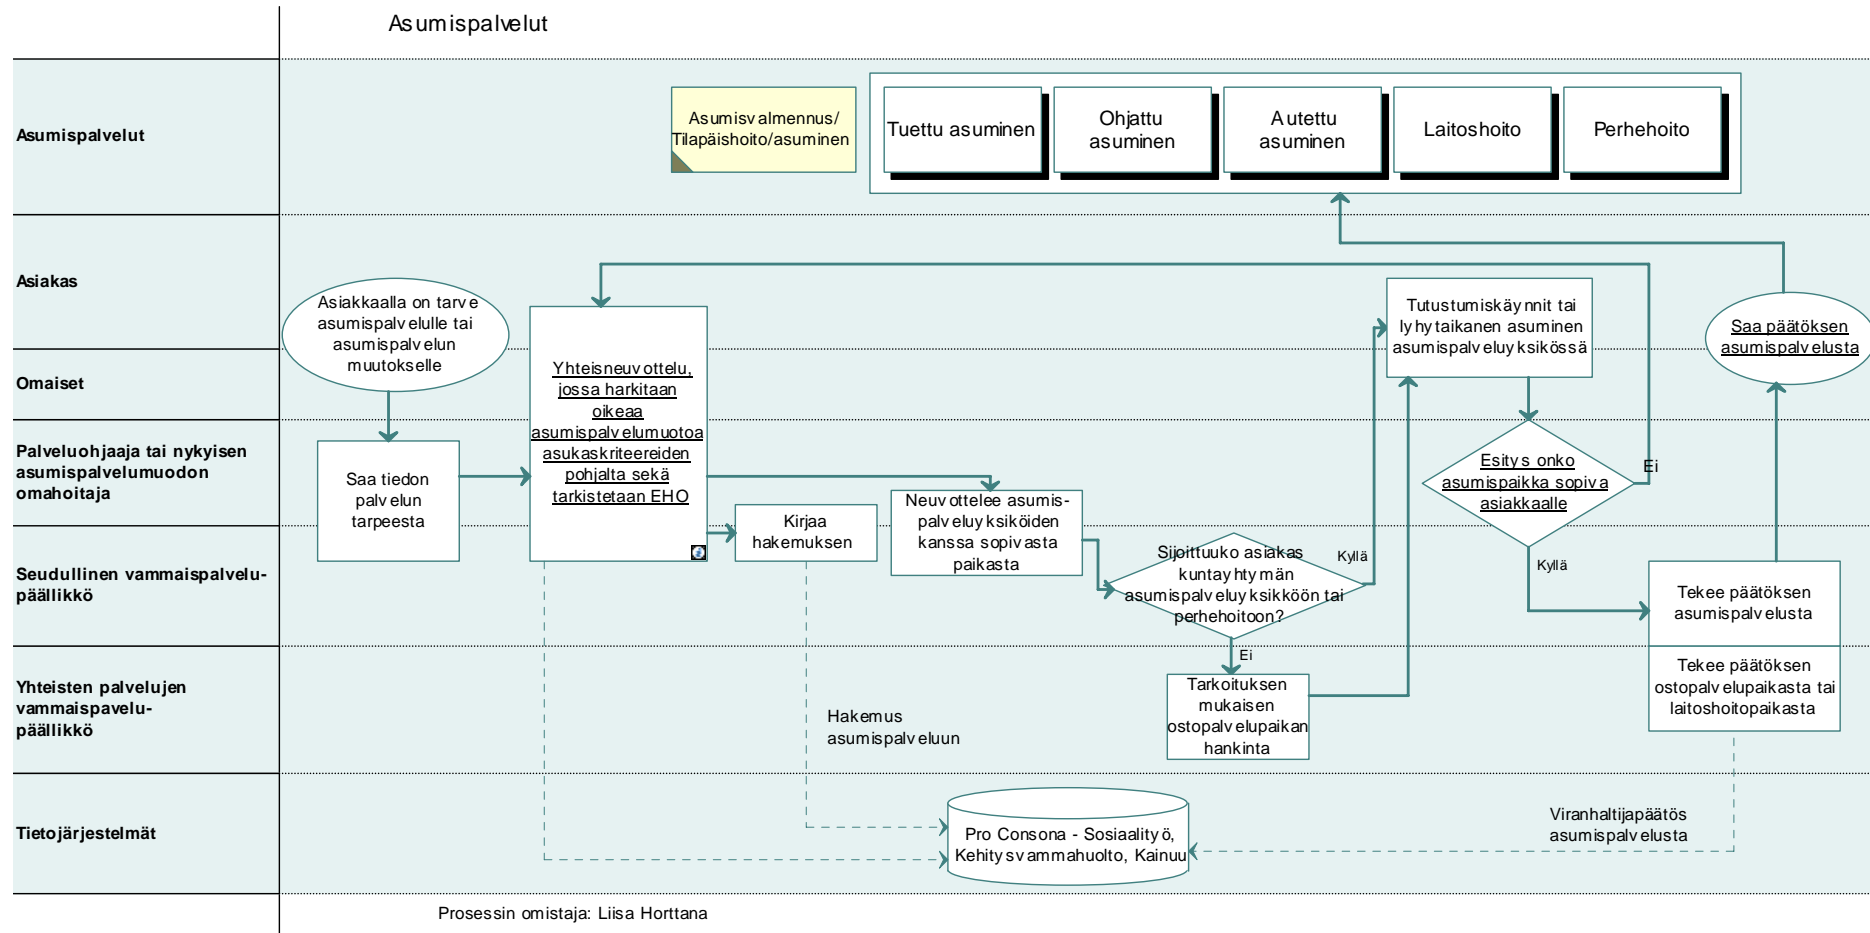 Asumispalvelut
Asumispalvelut
Asumisvalmennus/
Tilapäishoito/asuminen
Tuettu asuminen
Ohjattu
asuminen
Autettu
asuminen
Laitoshoito
Perhehoito
Asiakas
Asiakkaalla on tarve
asumispalvelulle tai
asumispalvelun
muutokselle
Tutustumiskäynnit tai
lyhytaikanen asuminen
asumispalveluyksikössä
Saa päätöksen
asumispalvelusta
Omaiset
Yhteisneuvottelu,
jossa harkitaan
oikeaa
asumispalvelumuotoa
asukaskriteereiden
pohjalta sekä
tarkistetaan EHO
Palveluohjaaja tai nykyisen
asumispalvelumuodon
omahoitaja
Saa tiedon
palvelun
tarpeesta
Kirjaa
hakemuksen
Neuvottelee asumis-
palveluyksiköiden
kanssa sopivasta
paikasta
Esitys onko
asumispaikka sopiva
asiakkaalle
Ei
Seudullinen vammaispalvelu-
päällikkö
Sijoittuuko asiakas
kuntayhtymän
asumispalveluyksikköön tai
perhehoitoon?
Kyllä
Kyllä
Tekee päätöksen
asumispalvelusta
Ei
Yhteisten palvelujen
vammaispavelu-
päällikkö
Hakemus
asumispalveluun
Tarkoituksen
mukaisen
ostopalvelupaikan
hankinta
Tekee päätöksen
ostopalvelupaikasta tai
laitoshoitopaikasta
Tietojärjestelmät
Pro Consona - Sosiaalityö,
Kehitysvammahuolto, Kainuu
Viranhaltijapäätös
asumispalvelusta
Prosessin omistaja: Liisa Horttana